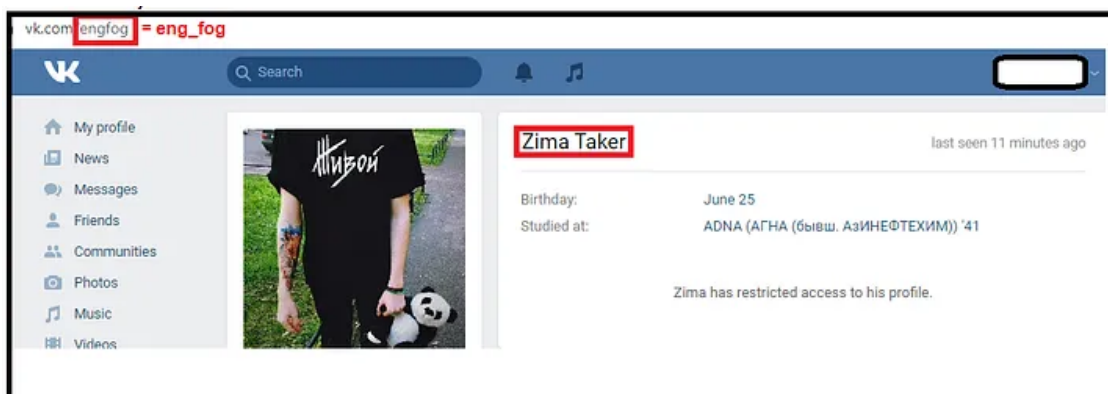 vk.com/engfog = eng_fog
VK Search
My profile
News
Messages
Friends
Communities
Photos
Music
Videos
Живой
Zima Taker last seen 11 minutes ago
Birthday: June 25
Studied at: ADNA (АГНА (бывш. АзИНЕФТЕХИМ)) '41
Zima has restricted access to his profile.